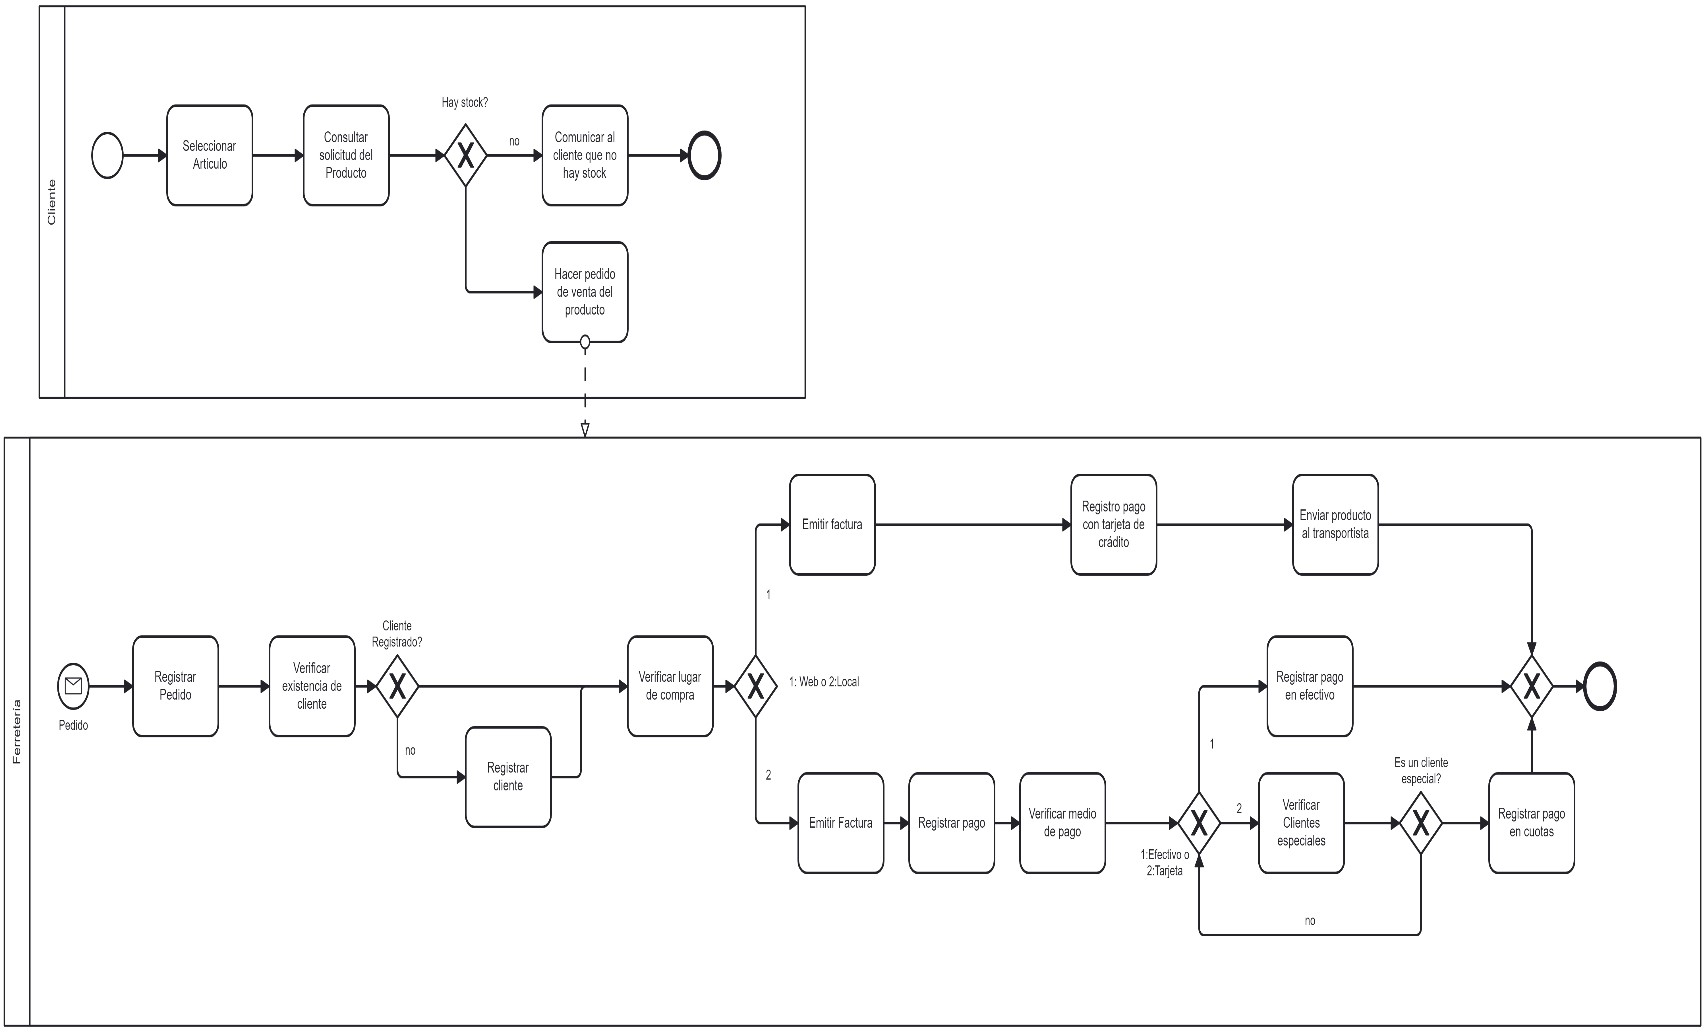 Cliente
Hay stock?
Seleccionar
Articulo
Consultar
solicitud del
Producto
no
Comunicar al
cliente que no
hay stock
Hacer pedido
de venta del
producto
Ferretería
Emitir factura
Registro pago
con tarjeta de
crádito
Enviar producto
al transportista
1
Cliente
Registrado?
Pedido
Registrar
Pedido
Verificar
existencia de
cliente
no
Registrar
cliente
Verificar lugar
de compra
1: Web o 2:Local
2
Registrar pago
en efectivo
1
Emitir Factura
Registrar pago
Verificar medio
de pago
1:Efectivo o
2:Tarjeta
2
Verificar
Clientes
especiales
Es un cliente
especial?
Registrar pago
en cuotas
no